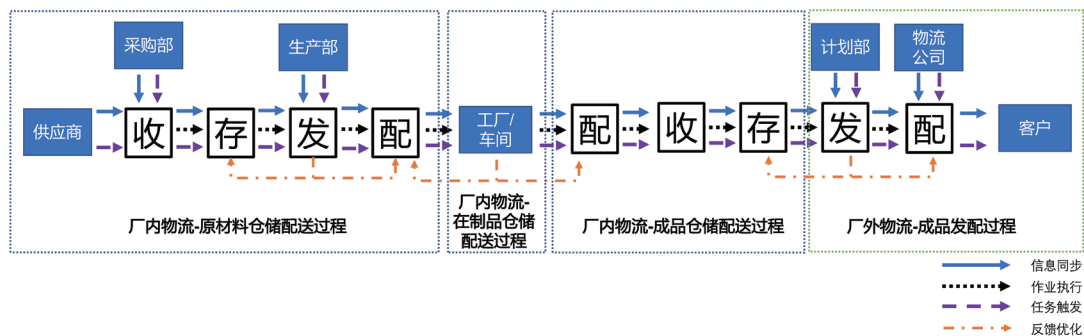 采购部
生产部
计划部
物流
公司
供应商
收
存
发
配
工厂/
车间
配
收
存
发
配
客户
厂内物流-原材料仓储配送过程
厂内物流-
在制品仓储
配送过程
厂内物流-成品仓储配送过程
厂外物流-成品发配过程
信息同步
作业执行
任务触发
反馈优化